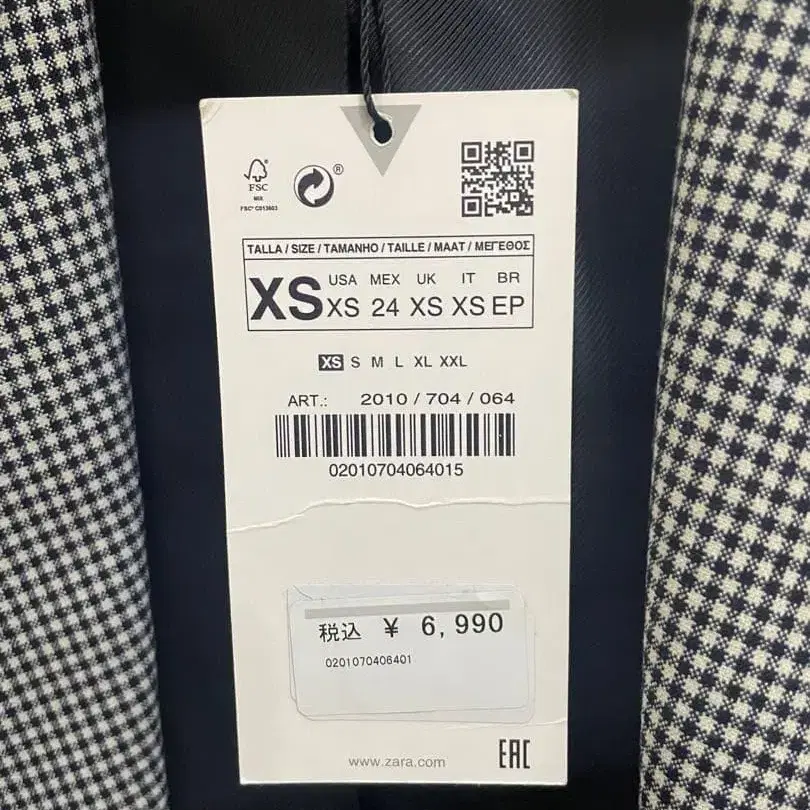 FSC
MIX
FSC® C013603
®
TALLA / SIZE / TAMANHO / TAILLE / MAAT / ΜΕΓΕΘΟΣ
XS
USA MEX UK IT BR
XS 24 XS XS EP
XS S M L XL XXL
ART.: 2010 / 704 / 064
02010704064015
税込 ¥ 6,990
0201070406401
www.zara.com
EAC